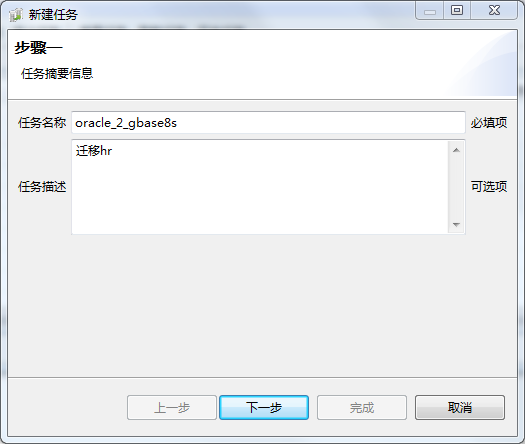 新建任务
步骤一
任务摘要信息
任务名称 oracle_2_gbase8s 必填项
迁移hr
任务描述 可选项
上一步 下一步 完成 取消